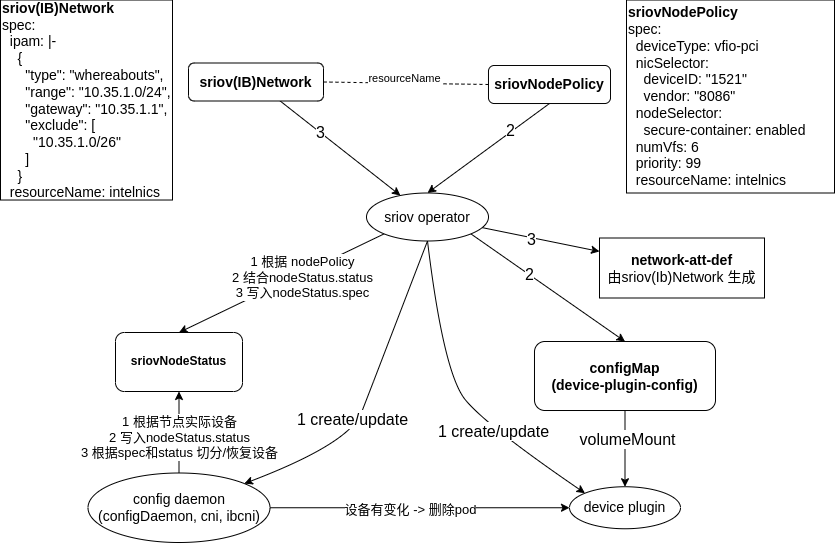 sriov(IB)Network
spec:
ipam: |-
{
"type": "whereabouts",
"range": "10.35.1.0/24",
"gateway": "10.35.1.1",
"exclude": [
"10.35.1.0/26"
]
}
resourceName: intelnics
sriov(IB)Network
resourceName
sriovNodePolicy
sriovNodePolicy
spec:
deviceType: vfio-pci
nicSelector:
deviceID: "1521"
vendor: "8086"
nodeSelector:
secure-container: enabled
numVfs: 6
priority: 99
resourceName: intelnics
3
2
sriov operator
3
network-att-def
由sriov(Ib)Network 生成
1 根据 nodePolicy
2 结合nodeStatus.status
3 写入nodeStatus.spec
2
sriovNodeStatus
configMap
(device-plugin-config)
1 根据节点实际设备
2 写入nodeStatus.status
3 根据spec和status 切分/恢复设备
1 create/update
1 create/update
volumeMount
config daemon
(configDaemon, cni, ibcni)
设备有变化 -> 删除pod
device plugin